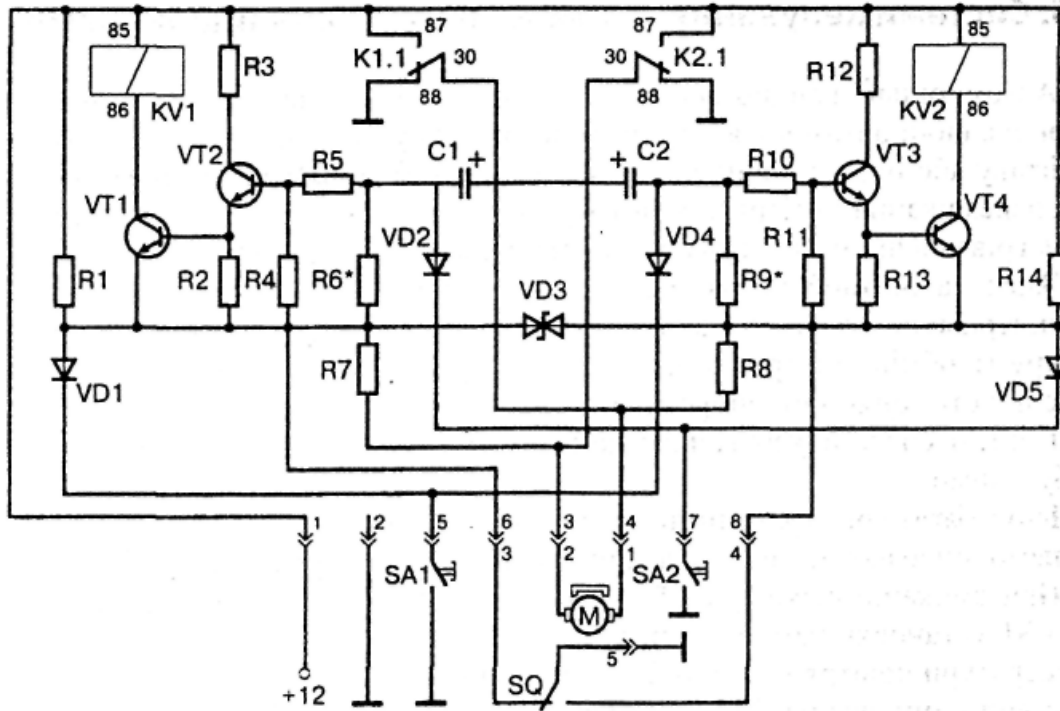 87 87
85 K1.1 30 30 K2.1 85
R3 R12
88 88
86 KV1 KV2 86
VT2 R5 C1 + + C2 R10 VT3
VT1 VT4
VD2 VD4 R11
R1 R2 R4 R6* VD3 R9* R13 R14
VD1 R7 R8 VD5
1 2 5 6 3 4 7 8
3 2 1 4
SA1 SA2
M
5
SQ
+12